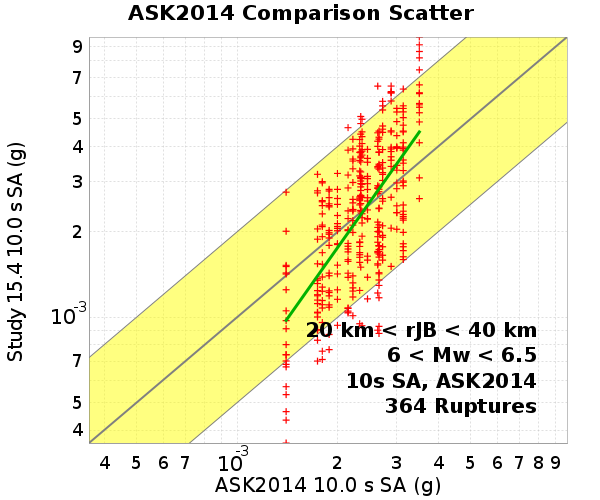 ASK2014 Comparison Scatter
9
7
5
4
3
2
10-3
7
5
4
Study 15.4 10.0 s SA (g)
20 km < rJB < 40 km
6 < Mw < 6.5
10s SA, ASK2014
364 Ruptures
4 5 6 7 10-3 2 3 4 5 6 7 8 9
ASK2014 10.0 s SA (g)